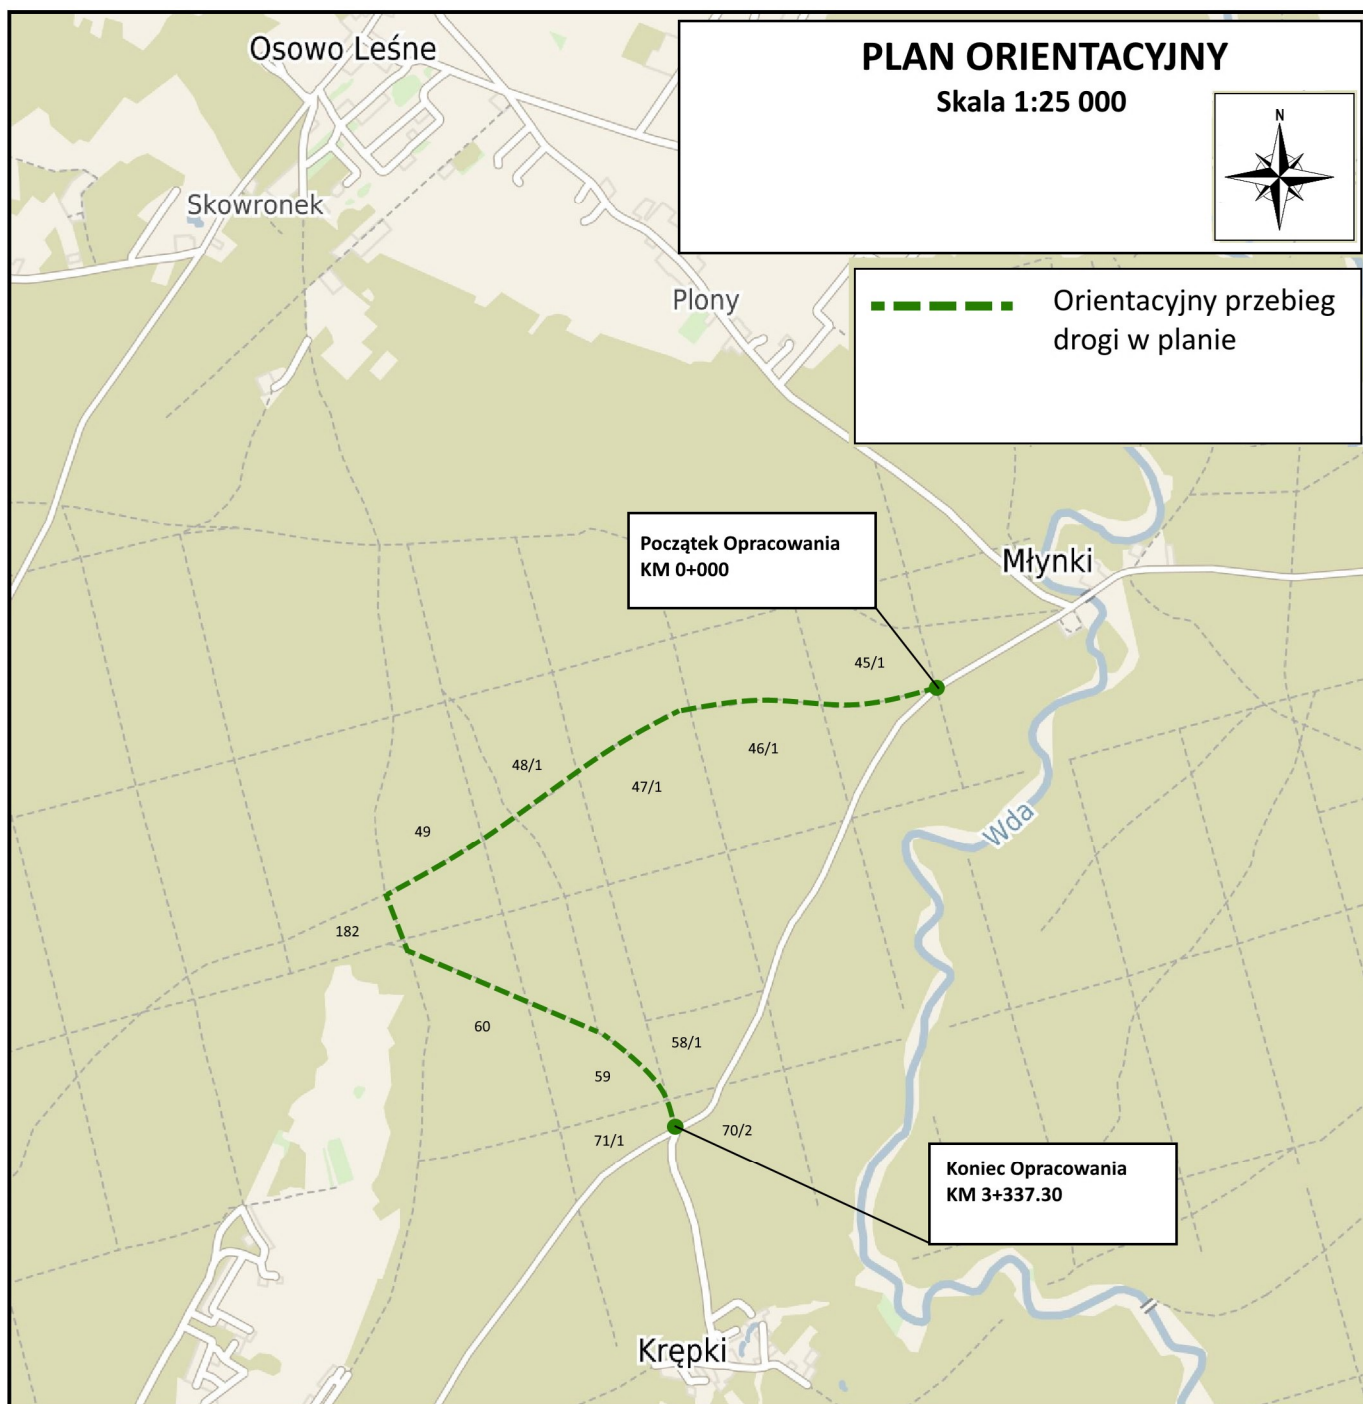 PLAN ORIENTACYJNY
Skala 1:25 000
N
Osowo Leśne
Skowronek
Plony
Orientacyjny przebieg
drogi w planie
Początek Opracowania
KM 0+000
Młynki
45/1
46/1
48/1
47/1
Wda
49
182
60
58/1
59
70/2
71/1
Koniec Opracowania
KM 3+337.30
Krępki